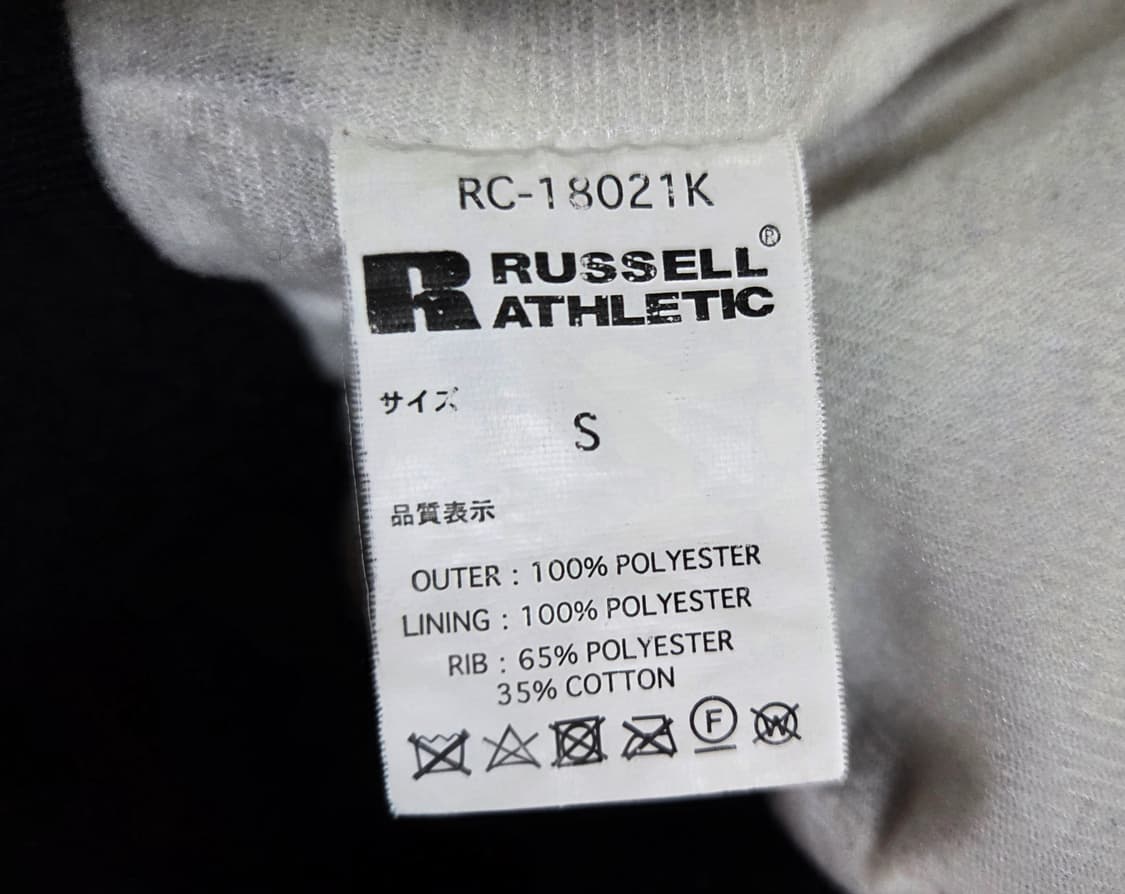 RC-18021K
R RUSSELL®
ATHLETIC
サイズ
S
品質表示
OUTER : 100% POLYESTER
LINING : 100% POLYESTER
RIB : 65% POLYESTER
35% COTTON
F W